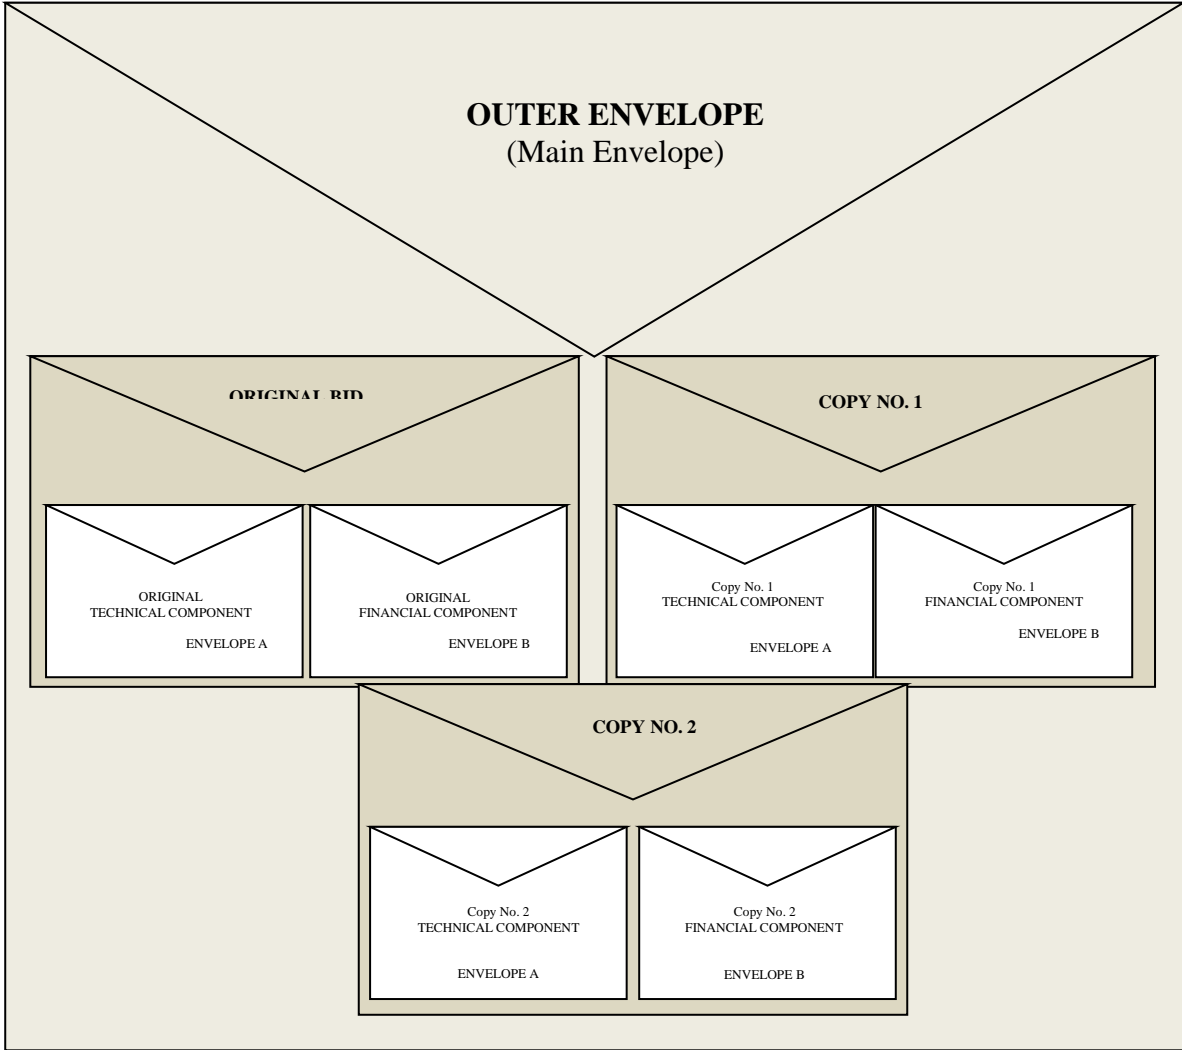 OUTER ENVELOPE
(Main Envelope)
ORIGINAL BID
COPY NO. 1
ORIGINAL
TECHNICAL COMPONENT
ENVELOPE A
ORIGINAL
FINANCIAL COMPONENT
ENVELOPE B
Copy No. 1
TECHNICAL COMPONENT
ENVELOPE A
Copy No. 1
FINANCIAL COMPONENT
ENVELOPE B
COPY NO. 2
Copy No. 2
TECHNICAL COMPONENT
ENVELOPE A
Copy No. 2
FINANCIAL COMPONENT
ENVELOPE B